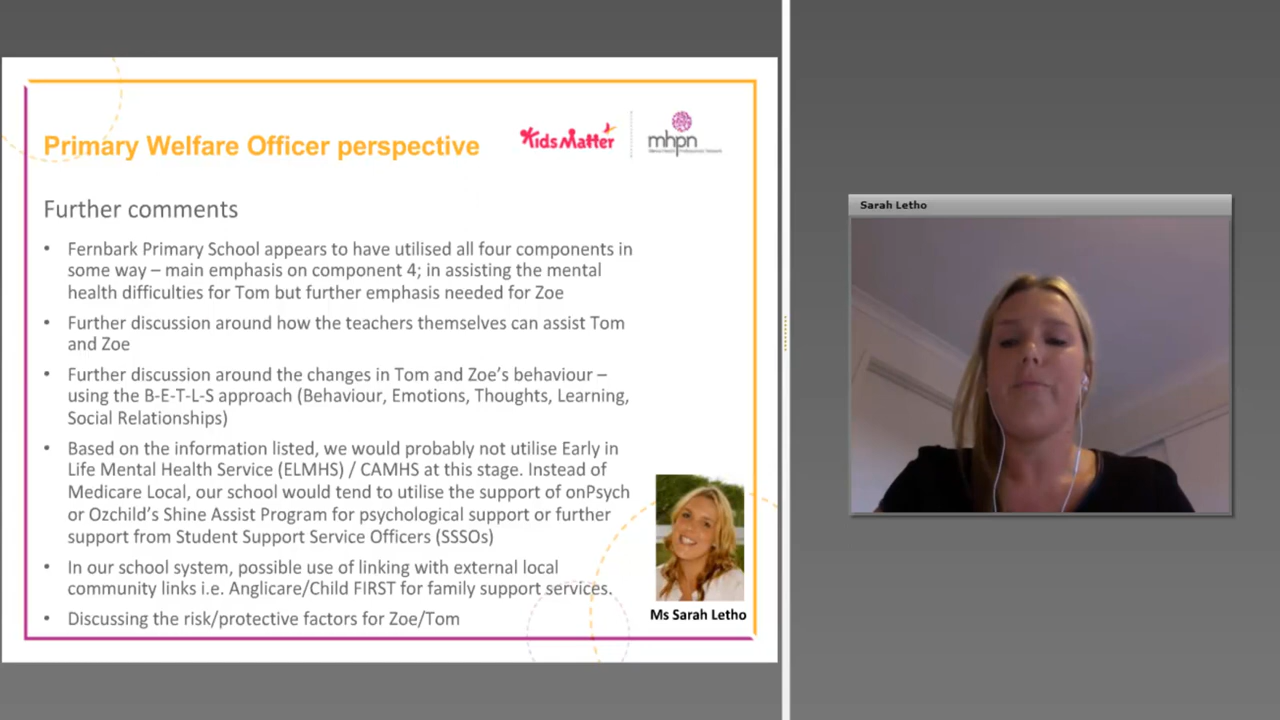 Primary Welfare Officer perspective
KidsMatter
mhpn
Further comments
• Fernbark Primary School appears to have utilised all four components in
some way – main emphasis on component 4; in assisting the mental
health difficulties for Tom but further emphasis needed for Zoe
• Further discussion around how the teachers themselves can assist Tom
and Zoe
• Further discussion around the changes in Tom and Zoe's behaviour –
using the B-E-T-L-S approach (Behaviour, Emotions, Thoughts, Learning,
Social Relationships)
• Based on the information listed, we would probably not utilise Early in
Life Mental Health Service (ELMHS) / CAMHS at this stage. Instead of
Medicare Local, our school would tend to utilise the support of onPsych
or Ozchild's Shine Assist Program for psychological support or further
support from Student Support Service Officers (SSSOs)
• In our school system, possible use of linking with external local
community links i.e. Anglicare/Child FIRST for family support services.
• Discussing the risk/protective factors for Zoe/Tom
Ms Sarah Letho
Sarah Letho